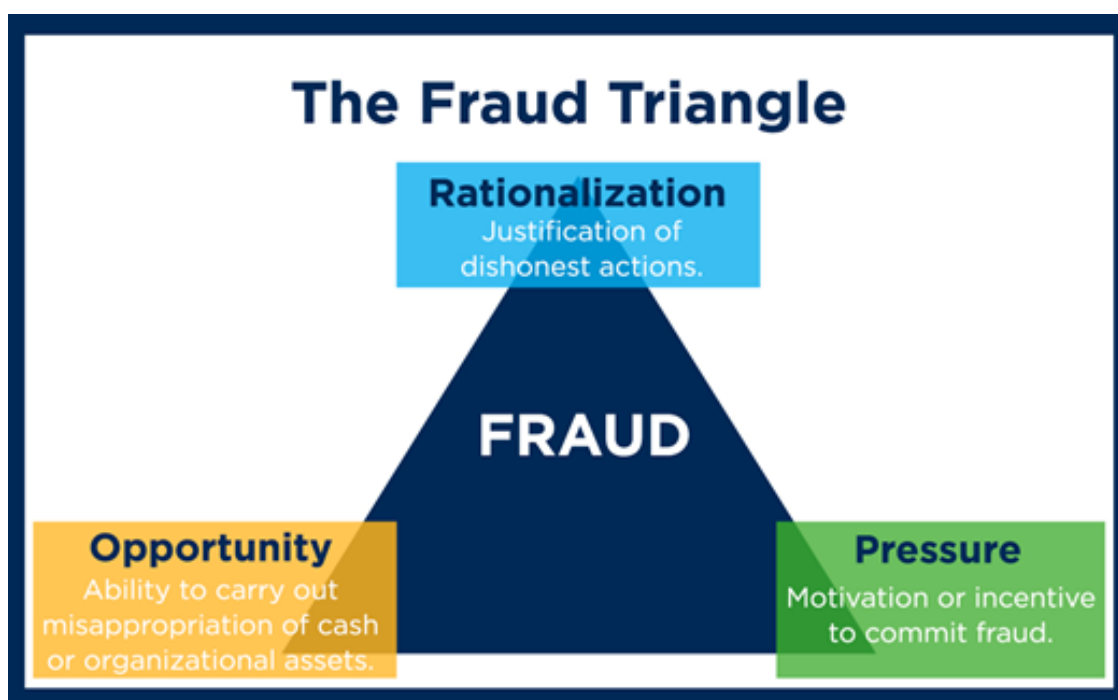 The Fraud Triangle
Rationalization
Justification of
dishonest actions.
FRAUD
Opportunity
Ability to carry out
misappropriation of cash
or organizational assets.
Pressure
Motivation or incentive
to commit fraud.